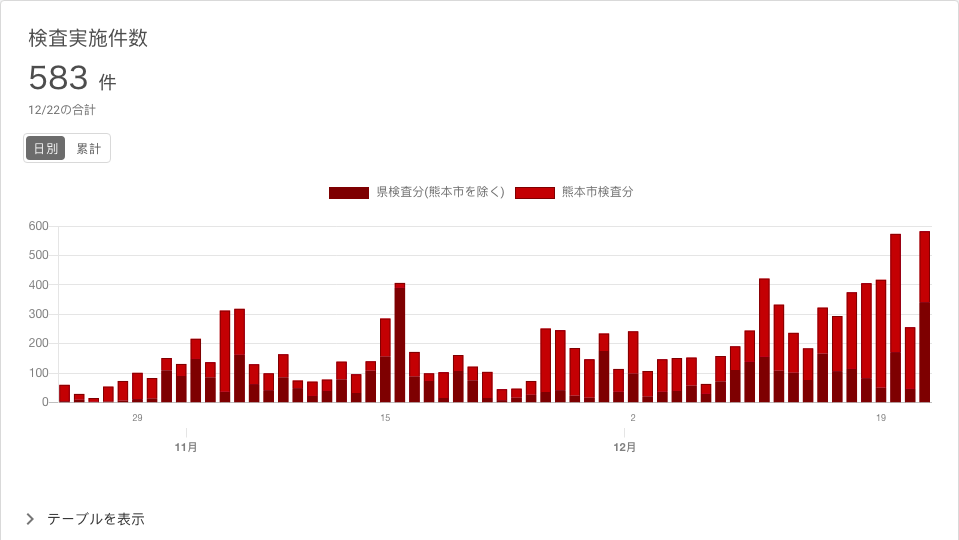 検査実施件数
583 件
12/22の合計
日別 累計
県検査分(熊本市を除く) 熊本市検査分
600
500
400
300
200
100
0
29 15 2 19
11月 12月
テーブルを表示